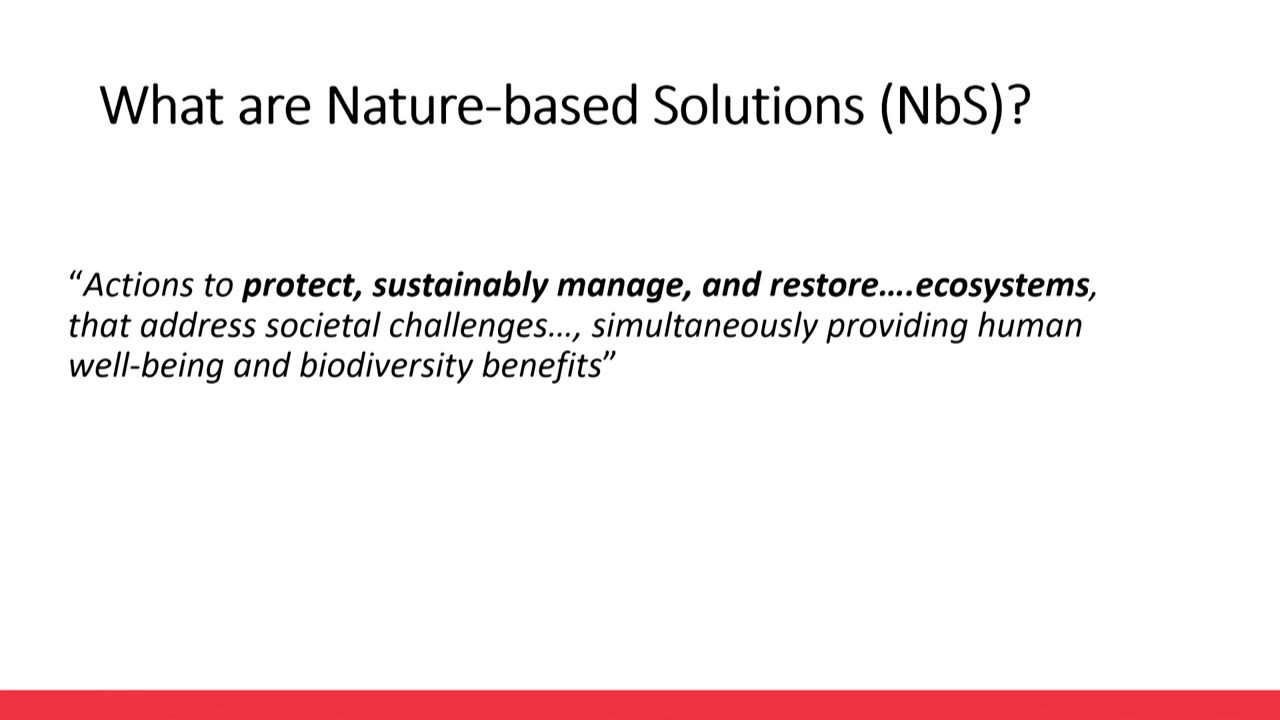 What are Nature-based Solutions (NbS)?
“Actions to protect, sustainably manage, and restore….ecosystems,
that address societal challenges…, simultaneously providing human
well-being and biodiversity benefits”